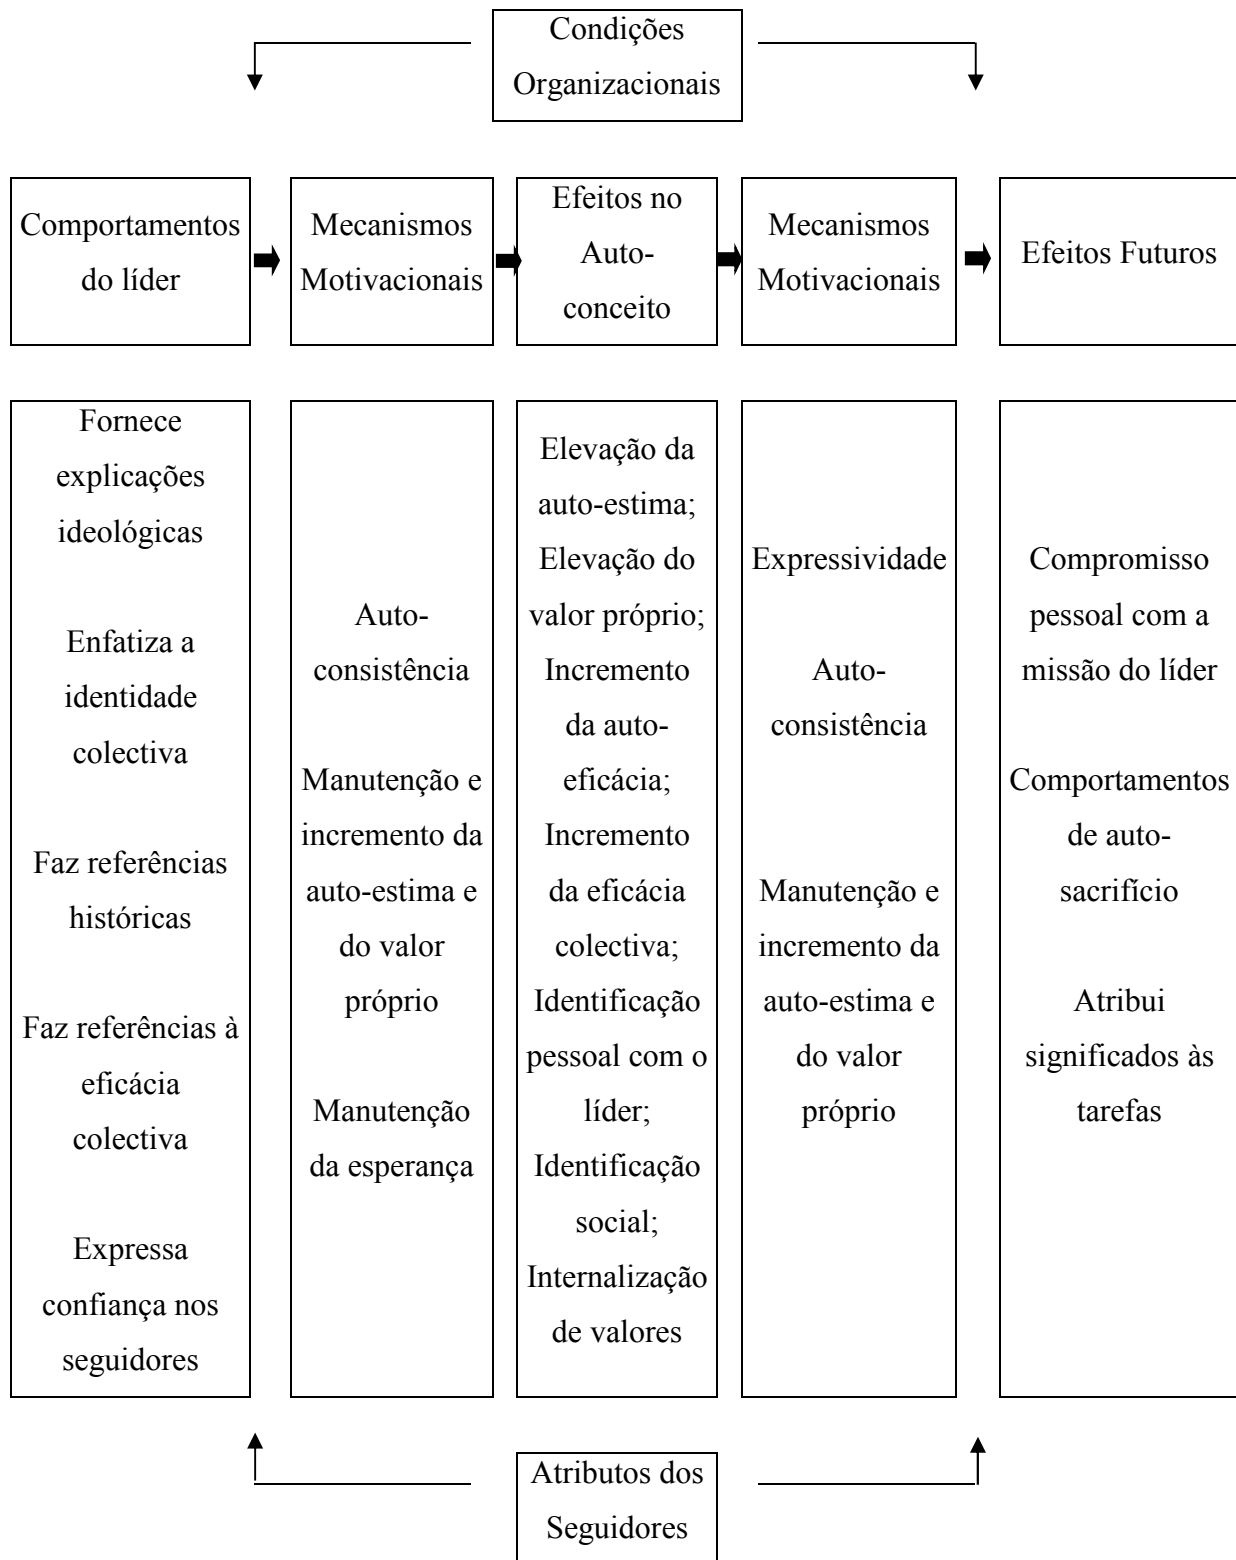 Condições
Organizacionais
Comportamentos
do líder
Mecanismos
Motivacionais
Efeitos no
Auto-
conceito
Mecanismos
Motivacionais
Efeitos Futuros
Fornece
explicações
ideológicas
Enfatiza a
identidade
colectiva
Faz referências
históricas
Faz referências à
eficácia
colectiva
Expressa
confiança nos
seguidores
Auto-
consistência
Manutenção e
incremento da
auto-estima e
do valor
próprio
Manutenção
da esperança
Elevação da
auto-estima;
Elevação do
valor próprio;
Incremento
da auto-
eficácia;
Incremento
da eficácia
colectiva;
Identificação
pessoal com o
líder;
Identificação
social;
Internalização
de valores
Expressividade
Auto-
consistência
Manutenção e
incremento da
auto-estima e
do valor
próprio
Compromisso
pessoal com a
missão do líder
Comportamentos
de auto-
sacrifício
Atribui
significados às
tarefas
Atributos dos
Seguidores